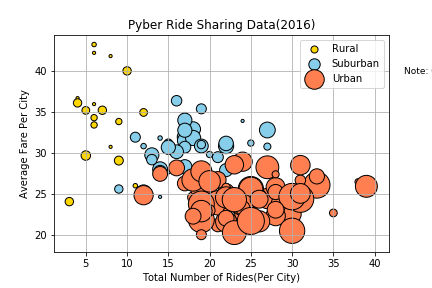 Pyber Ride Sharing Data(2016)
Rural
Suburban
Urban
Note:
40
35
30
25
20
Average Fare Per City
5 10 15 20 25 30 35 40
Total Number of Rides(Per City)